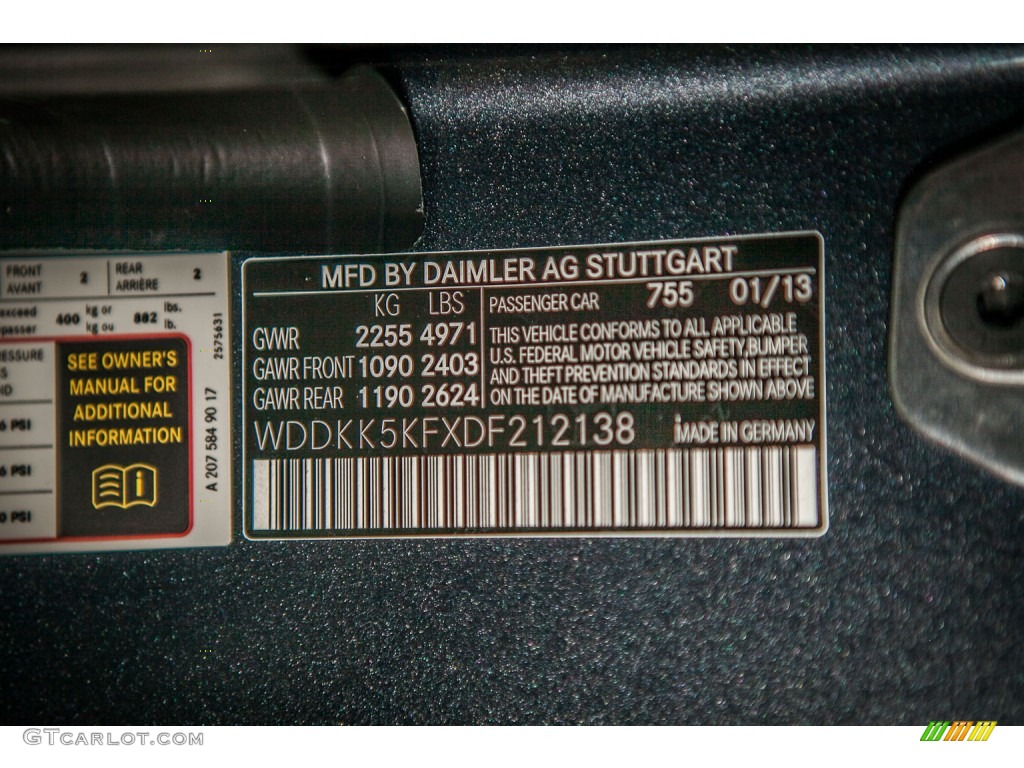 FRONT 2 REAR 2
AVANT ARRIÈRE
exceed 400 kg or 882 lbs.
kg ou lb.
2575631
SEE OWNER'S
MANUAL FOR
ADDITIONAL
INFORMATION
i
PSI
PSI
PSI
A 207 584 90 17
MFD BY DAIMLER AG STUTTGART
KG LBS
GVWR 2255 4971
GAWR FRONT 1090 2403
GAWR REAR 1190 2624
PASSENGER CAR 755 01/13
THIS VEHICLE CONFORMS TO ALL APPLICABLE
U.S. FEDERAL MOTOR VEHICLE SAFETY,BUMPER
AND THEFT PREVENTION STANDARDS IN EFFECT
ON THE DATE OF MANUFACTURE SHOWN ABOVE
WDDKK5KFXDF212138 MADE IN GERMANY
GTCARLOT.COM